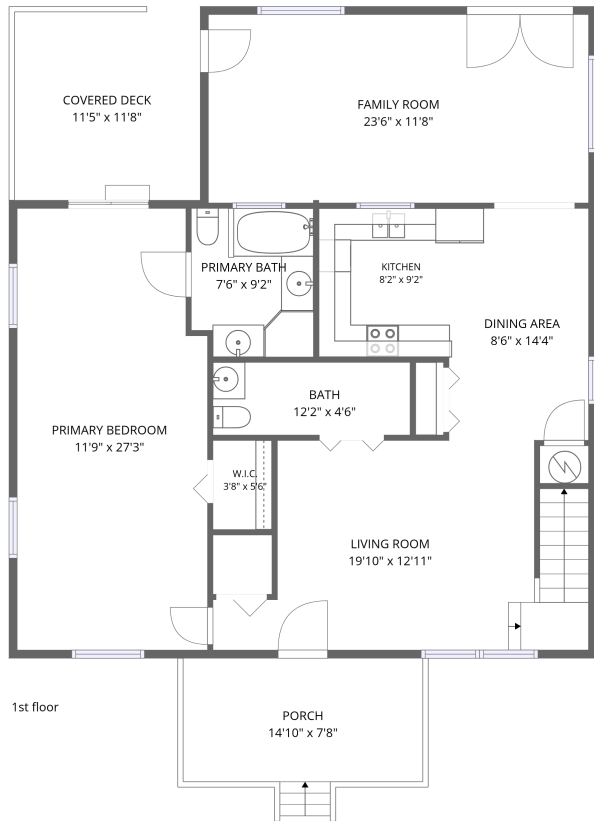 COVERED DECK
11'5" x 11'8"
FAMILY ROOM
23'6" x 11'8"
PRIMARY BATH
7'6" x 9'2"
KITCHEN
8'2" x 9'2"
DINING AREA
8'6" x 14'4"
BATH
12'2" x 4'6"
PRIMARY BEDROOM
11'9" x 27'3"
W.I.C.
3'8" x 5'6"
LIVING ROOM
19'10" x 12'11"
1st floor
PORCH
14'10" x 7'8"